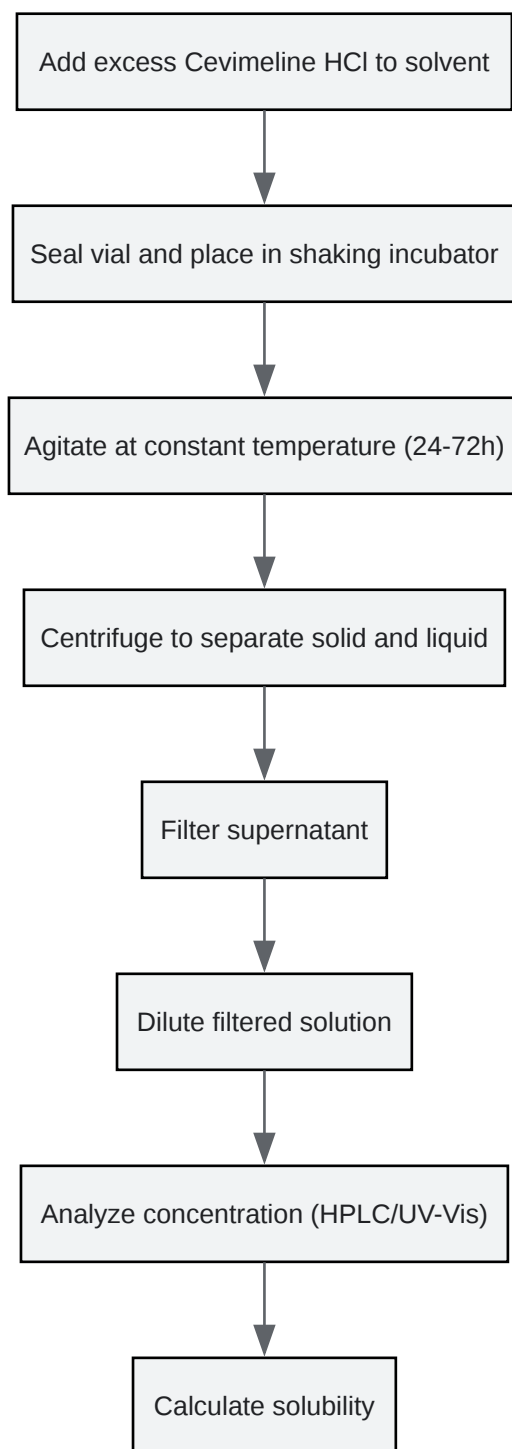 Add excess Cevimeline HCl to solvent
Seal vial and place in shaking incubator
Agitate at constant temperature (24-72h)
Centrifuge to separate solid and liquid
Filter supernatant
Dilute filtered solution
Analyze concentration (HPLC/UV-Vis)
Calculate solubility